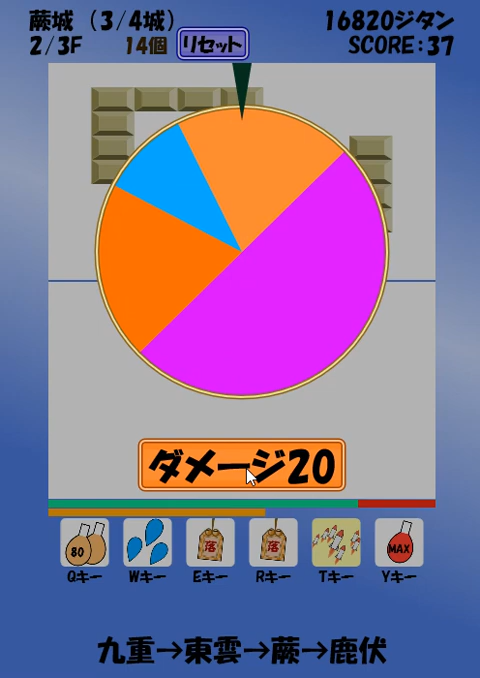 蕨城（3/4城）
16820ジタン
2/3F
14個
リセット
SCORE:37
ダメージ20
80
落
落
MAX
Qキー
Wキー
Eキー
Rキー
Tキー
Yキー
九重→東雲→蕨→鹿伏